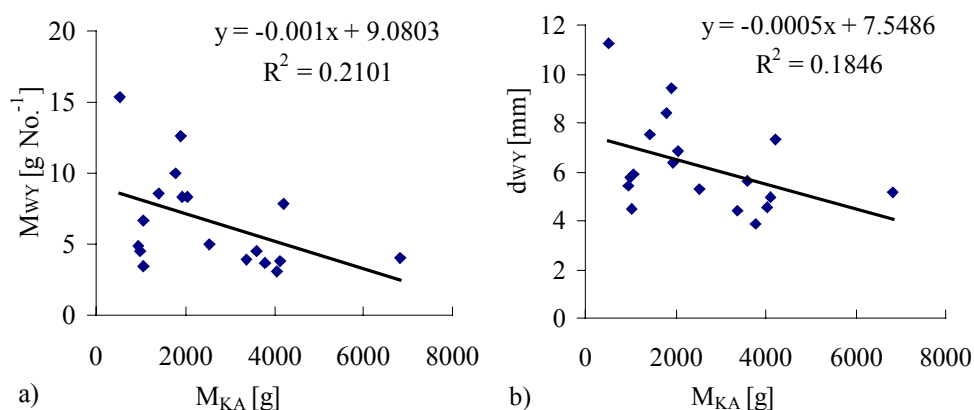 y = -0.001x + 9.0803
R² = 0.2101
20
15
10
5
0
M_WY [g No.⁻¹]
0 2000 4000 6000 8000
a) M_KA [g]
y = -0.0005x + 7.5486
R² = 0.1846
12
10
8
6
4
2
0
d_WY [mm]
0 2000 4000 6000 8000
b) M_KA [g]